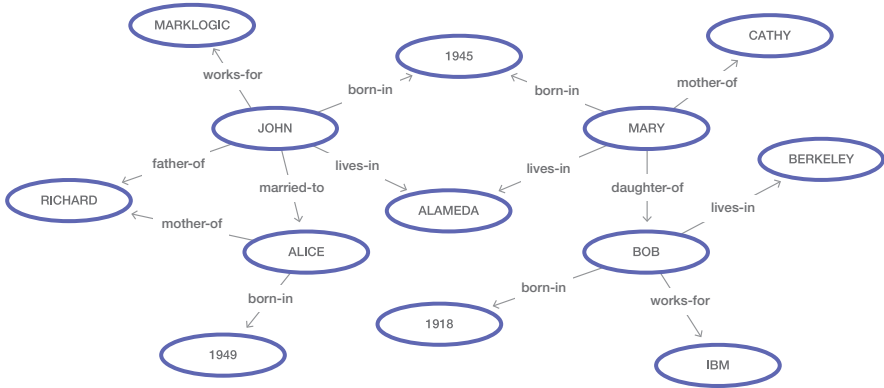 MARKLOGIC
1945
CATHY
works-for
born-in
born-in
mother-of
JOHN
MARY
father-of
married-to
lives-in
lives-in
daughter-of
BERKELEY
RICHARD
ALAMEDA
lives-in
mother-of
ALICE
BOB
born-in
born-in
works-for
1949
1918
IBM